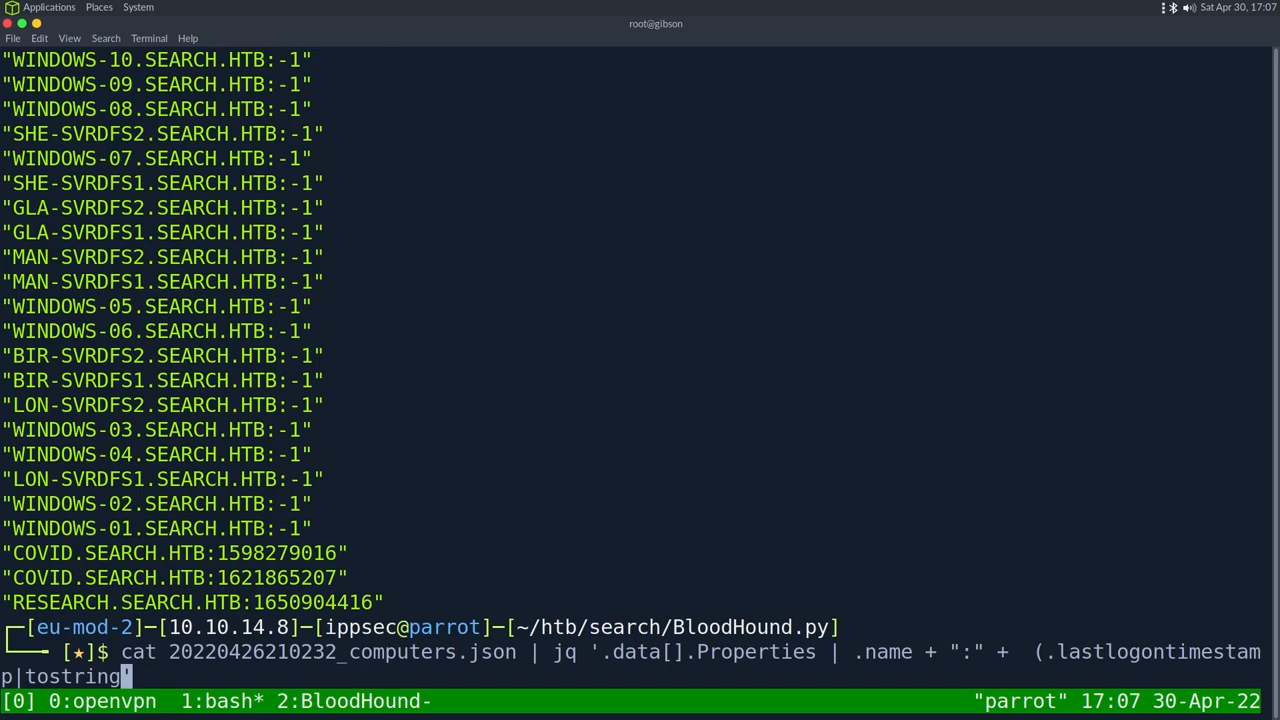 Applications Places System Sat Apr 30, 17:07
root@gibson
File Edit View Search Terminal Help
"WINDOWS-10.SEARCH.HTB:-1"
"WINDOWS-09.SEARCH.HTB:-1"
"WINDOWS-08.SEARCH.HTB:-1"
"SHE-SVRDFS2.SEARCH.HTB:-1"
"WINDOWS-07.SEARCH.HTB:-1"
"SHE-SVRDFS1.SEARCH.HTB:-1"
"GLA-SVRDFS2.SEARCH.HTB:-1"
"GLA-SVRDFS1.SEARCH.HTB:-1"
"MAN-SVRDFS2.SEARCH.HTB:-1"
"MAN-SVRDFS1.SEARCH.HTB:-1"
"WINDOWS-05.SEARCH.HTB:-1"
"WINDOWS-06.SEARCH.HTB:-1"
"BIR-SVRDFS2.SEARCH.HTB:-1"
"BIR-SVRDFS1.SEARCH.HTB:-1"
"LON-SVRDFS2.SEARCH.HTB:-1"
"WINDOWS-03.SEARCH.HTB:-1"
"WINDOWS-04.SEARCH.HTB:-1"
"LON-SVRDFS1.SEARCH.HTB:-1"
"WINDOWS-02.SEARCH.HTB:-1"
"WINDOWS-01.SEARCH.HTB:-1"
"COVID.SEARCH.HTB:1598279016"
"COVID.SEARCH.HTB:1621865207"
"RESEARCH.SEARCH.HTB:1650904416"
┌─[eu-mod-2]─[10.10.14.8]─[ippsec@parrot]─[~/htb/search/BloodHound.py]
└──╼ [★]$ cat 20220426210232_computers.json | jq '.data[].Properties | .name + ":" +  (.lastlogontimestam
p|tostring'
[0] 0:openvpn  1:bash* 2:BloodHound- "parrot" 17:07 30-Apr-22